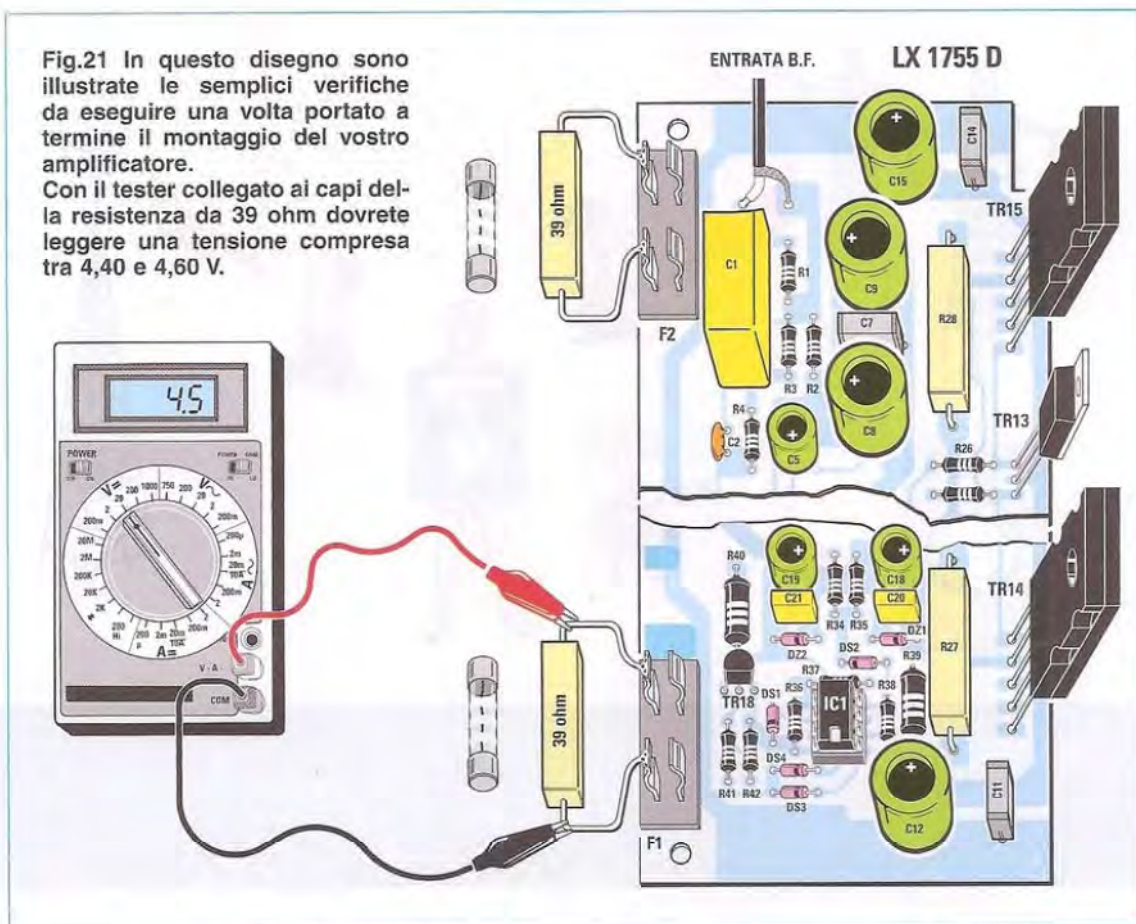 Fig.21 In questo disegno sono
illustrate le semplici verifiche
da eseguire una volta portato a
termine il montaggio del vostro
amplificatore.
Con il tester collegato ai capi del-
la resistenza da 39 ohm dovrete
leggere una tensione compresa
tra 4,40 e 4,60 V.
ENTRATA B.F.
LX 1755 D
39 ohm
F2
C1
R1
R3
R2
R4
C2
C5
C15
C14
C9
C7
C8
R28
R26
TR15
TR13
4.5
POWER
V=
V~
A~
A=
V - A
COM
39 ohm
F1
R40
C19
C18
C21
C20
R34
R35
DZ2
DZ1
DS2
R37
R39
TR18
DS1
R36
IC1
R38
R27
TR14
DS4
R41
R42
DS3
C12
C11